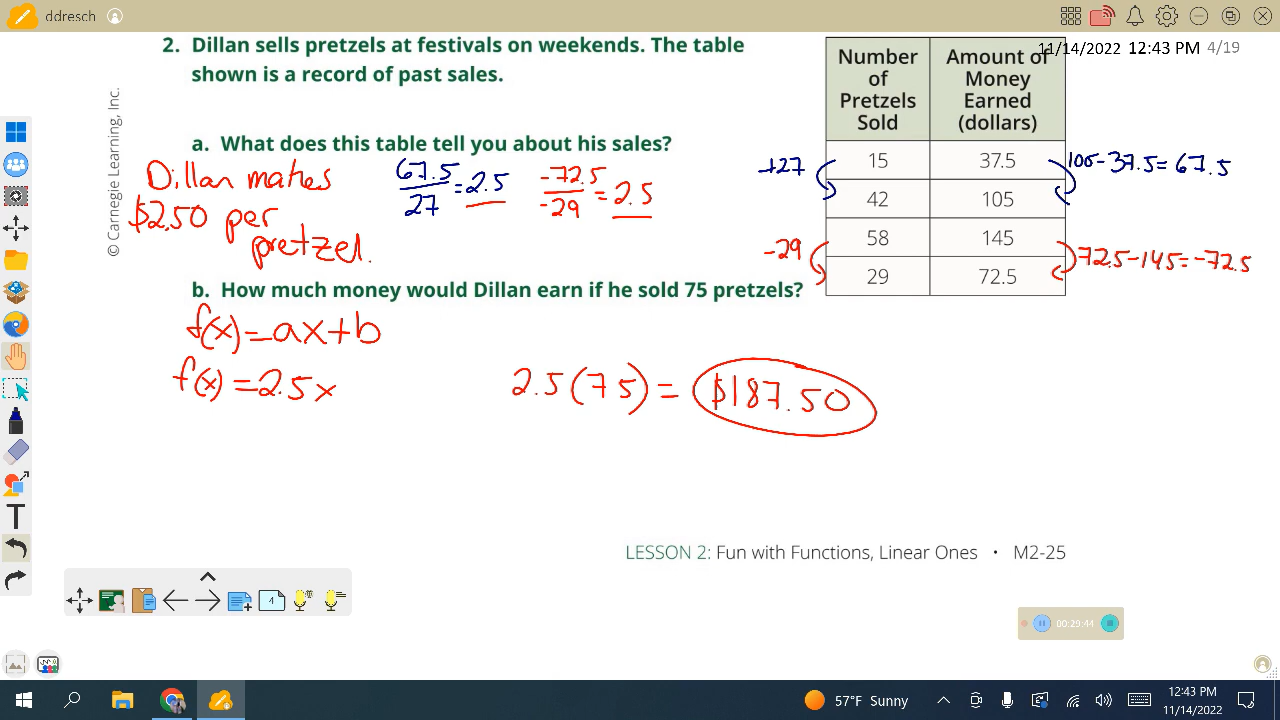 ddresch
11/14/2022 12:43 PM 4/19
© Carnegie Learning, Inc.
2. Dillan sells pretzels at festivals on weekends. The table
shown is a record of past sales.
Number of Pretzels Sold | Amount of Money Earned (dollars)
15 | 37.5
42 | 105
58 | 145
29 | 72.5
+27
105-37.5=67.5
-29
72.5-145=-72.5
a. What does this table tell you about his sales?
Dillan makes
$2.50 per
pretzel.
67.5/27 = 2.5
-72.5/-29 = 2.5
b. How much money would Dillan earn if he sold 75 pretzels?
f(x)=ax+b
f(x)=2.5x
2.5(75)= $187.50
LESSON 2: Fun with Functions, Linear Ones • M2-25
4
00:29:44
57°F Sunny
12:43 PM
11/14/2022